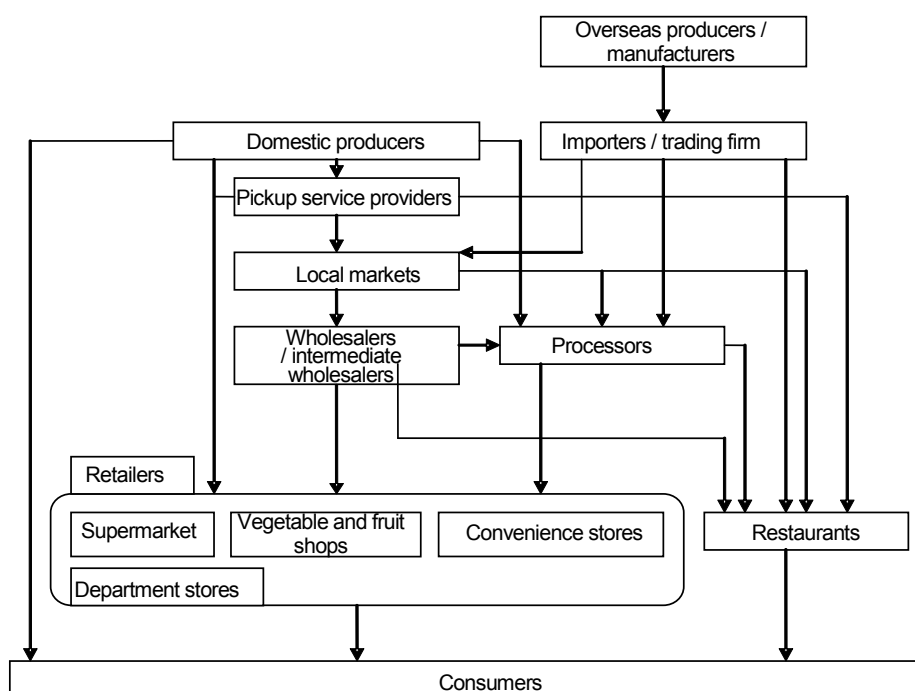 Overseas producers /
manufacturers
Domestic producers
Importers / trading firm
Pickup service providers
Local markets
Wholesalers
/ intermediate
wholesalers
Processors
Retailers
Supermarket
Vegetable and fruit
shops
Convenience stores
Restaurants
Department stores
Consumers